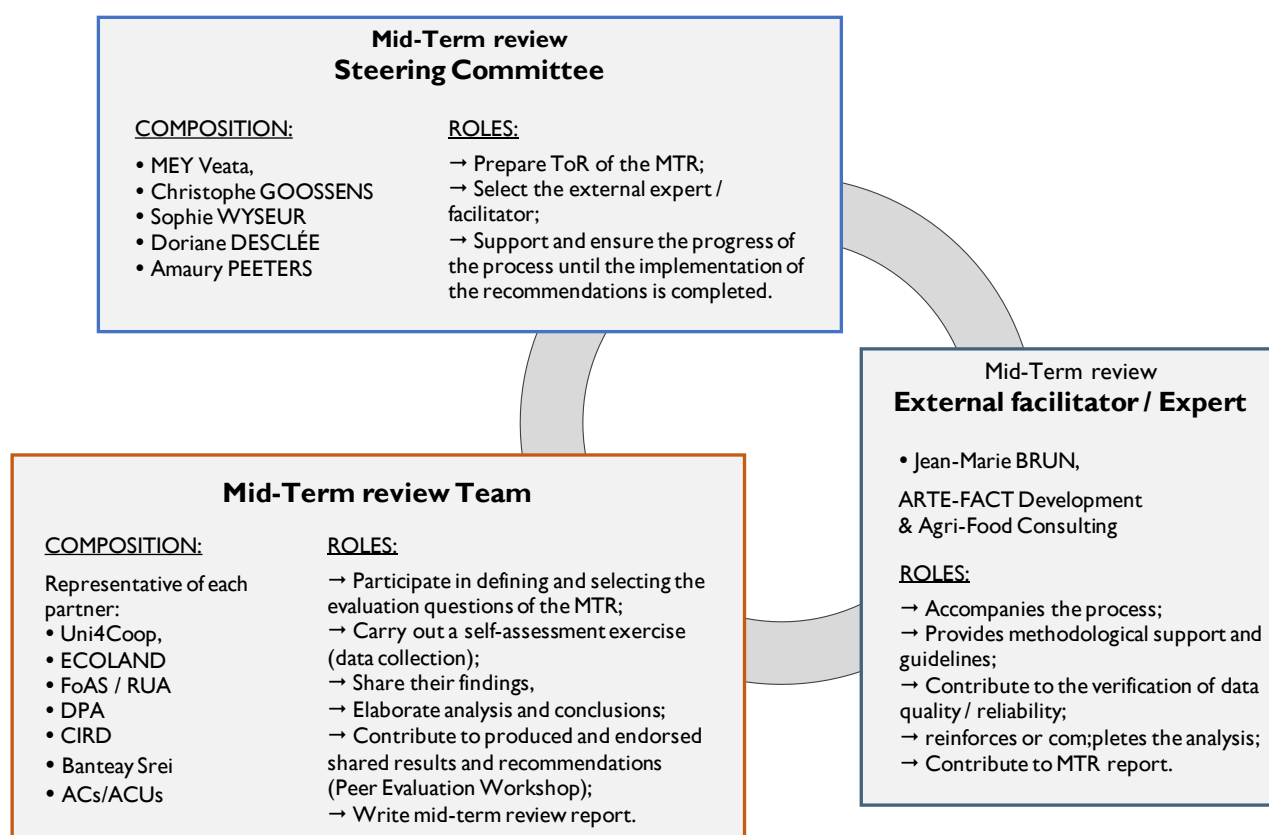 Mid-Term review
Steering Committee
COMPOSITION:
• MEY Veata,
• Christophe GOOSSENS
• Sophie WYSEUR
• Doriane DESCLÉE
• Amaury PEETERS
ROLES:
→ Prepare ToR of the MTR;
→ Select the external expert /
facilitator;
→ Support and ensure the progress of
the process until the implementation of
the recommendations is completed.
Mid-Term review
External facilitator / Expert
• Jean-Marie BRUN,
ARTE-FACT Development
& Agri-Food Consulting
ROLES:
→ Accompanies the process;
→ Provides methodological support and
guidelines;
→ Contribute to the verification of data
quality / reliability;
→ reinforces or com;pletes the analysis;
→ Contribute to MTR report.
Mid-Term review Team
COMPOSITION:
Representative of each
partner:
• Uni4Coop,
• ECOLAND
• FoAS / RUA
• DPA
• CIRD
• Banteay Srei
• ACs/ACUs
ROLES:
→ Participate in defining and selecting the
evaluation questions of the MTR;
→ Carry out a self-assessment exercise
(data collection);
→ Share their findings,
→ Elaborate analysis and conclusions;
→ Contribute to produced and endorsed
shared results and recommendations
(Peer Evaluation Workshop);
→ Write mid-term review report.